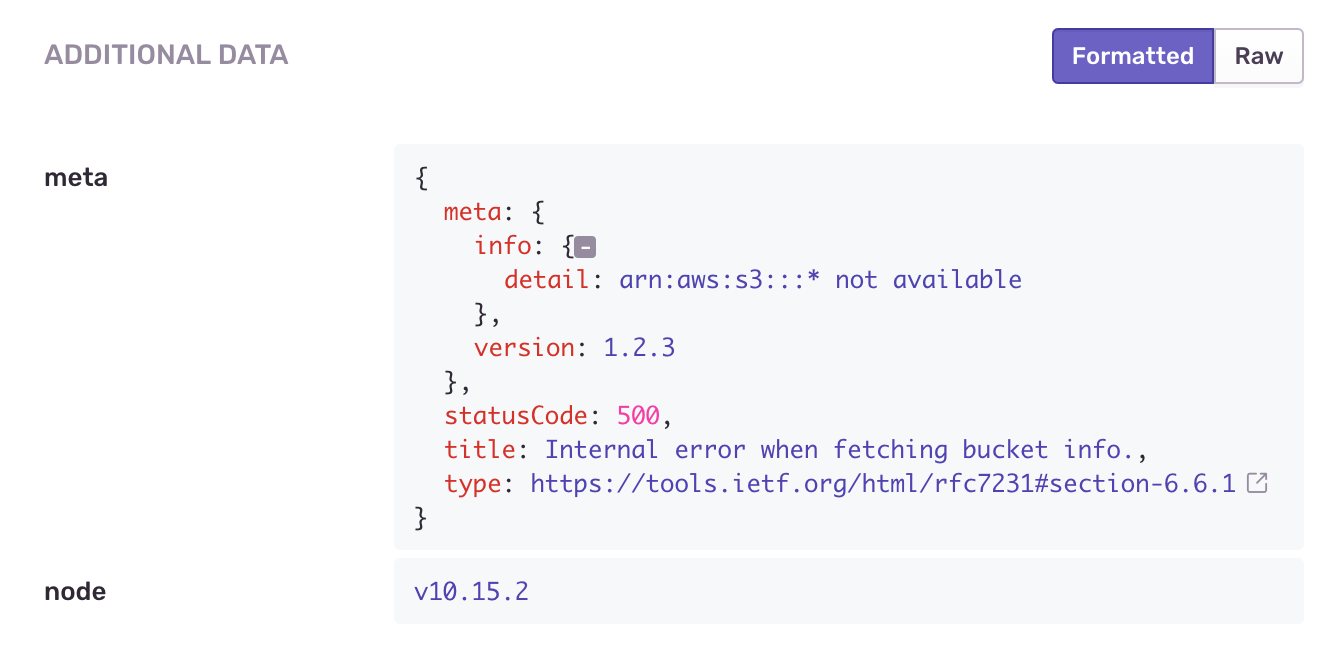 ADDITIONAL DATA
Formatted
Raw
meta
{
meta: {
info: {-
detail: arn:aws:s3:::* not available
},
version: 1.2.3
},
statusCode: 500,
title: Internal error when fetching bucket info.,
type: https://tools.ietf.org/html/rfc7231#section-6.6.1
}
node
v10.15.2